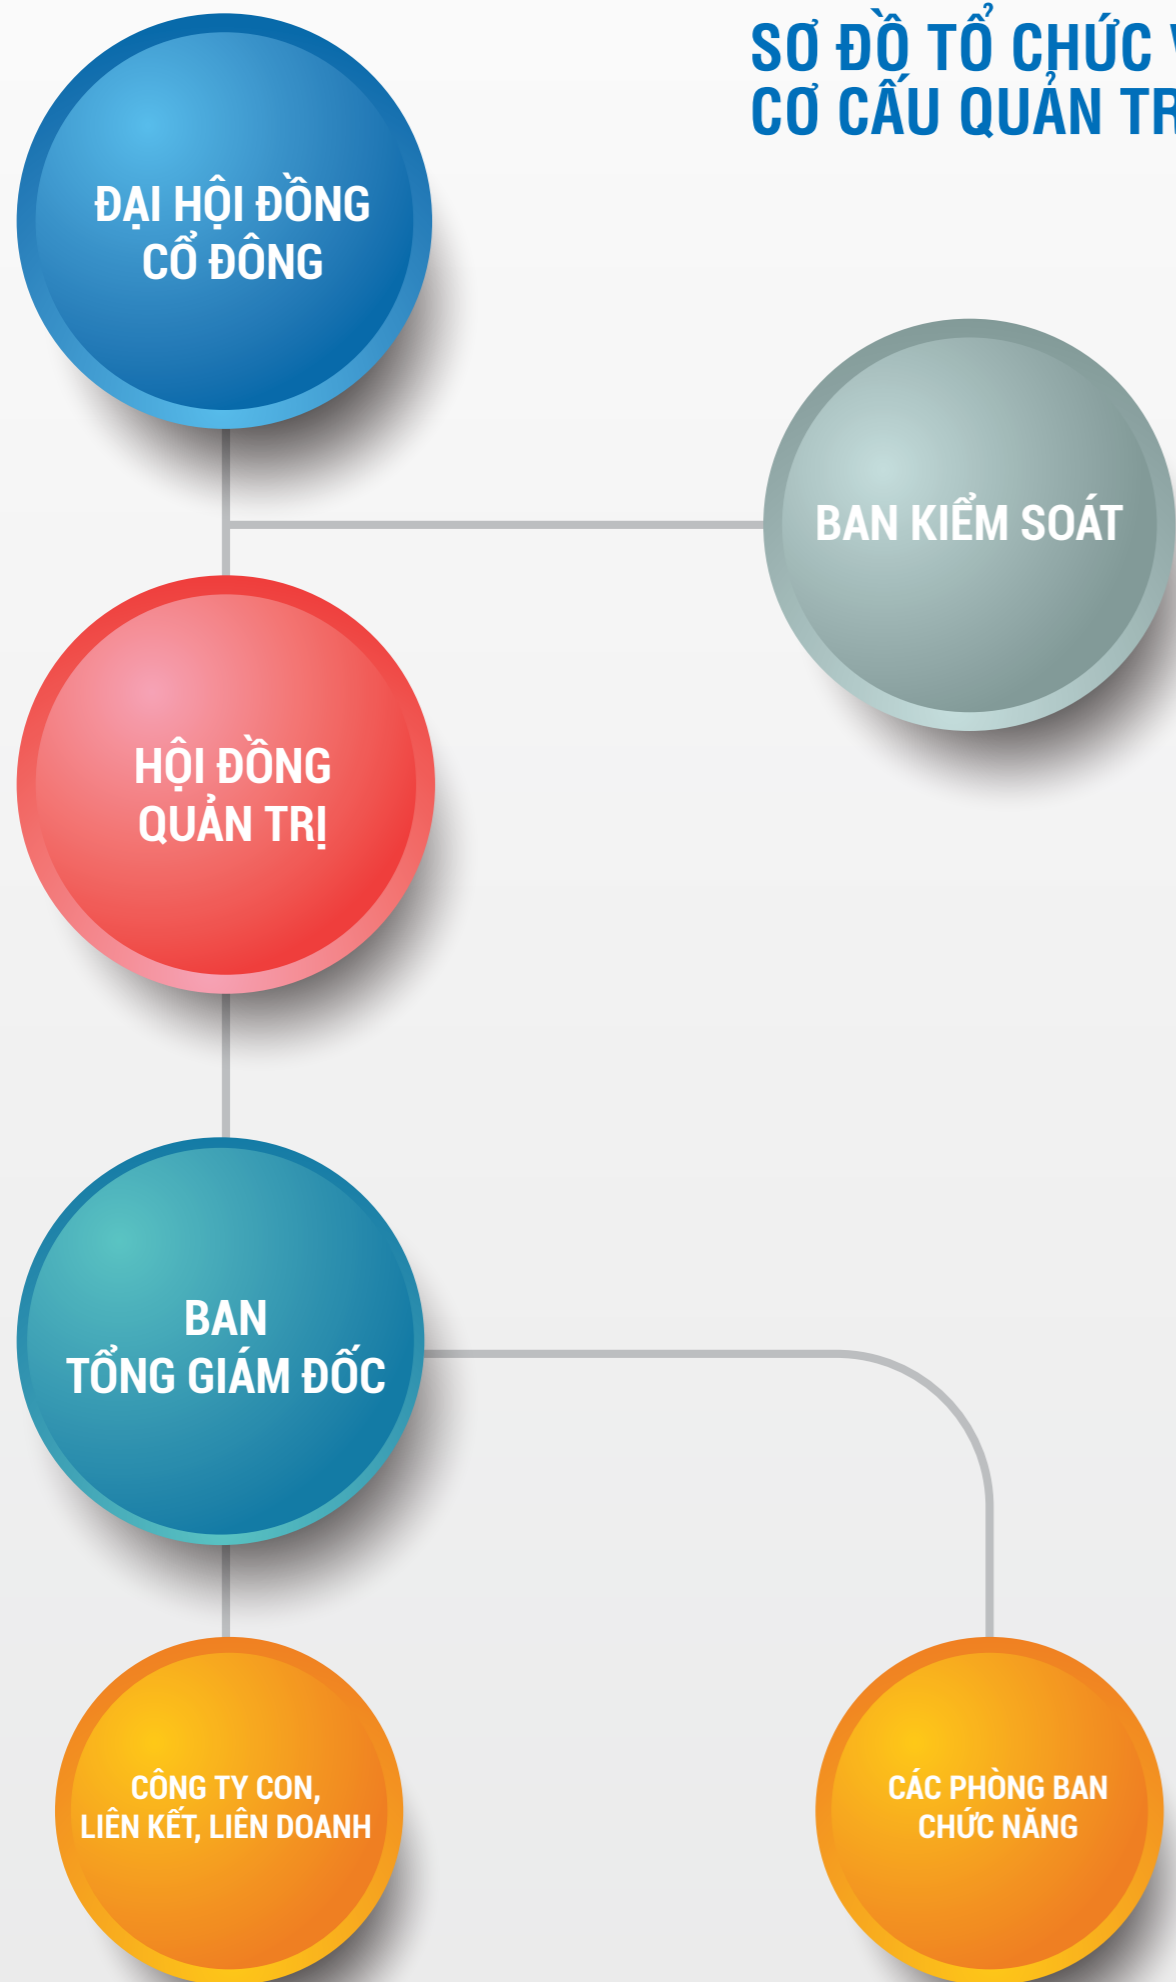 SƠ ĐỒ TỔ CHỨC
CƠ CẤU QUẢN
ĐẠI HỘI ĐỒNG
CỔ ĐÔNG
BAN KIỂM SOÁT
HỘI ĐỒNG
QUẢN TRỊ
BAN
TỔNG GIÁM ĐỐC
CÔNG TY CON,
LIÊN KẾT, LIÊN DOANH
CÁC PHÒNG BAN
CHỨC NĂNG